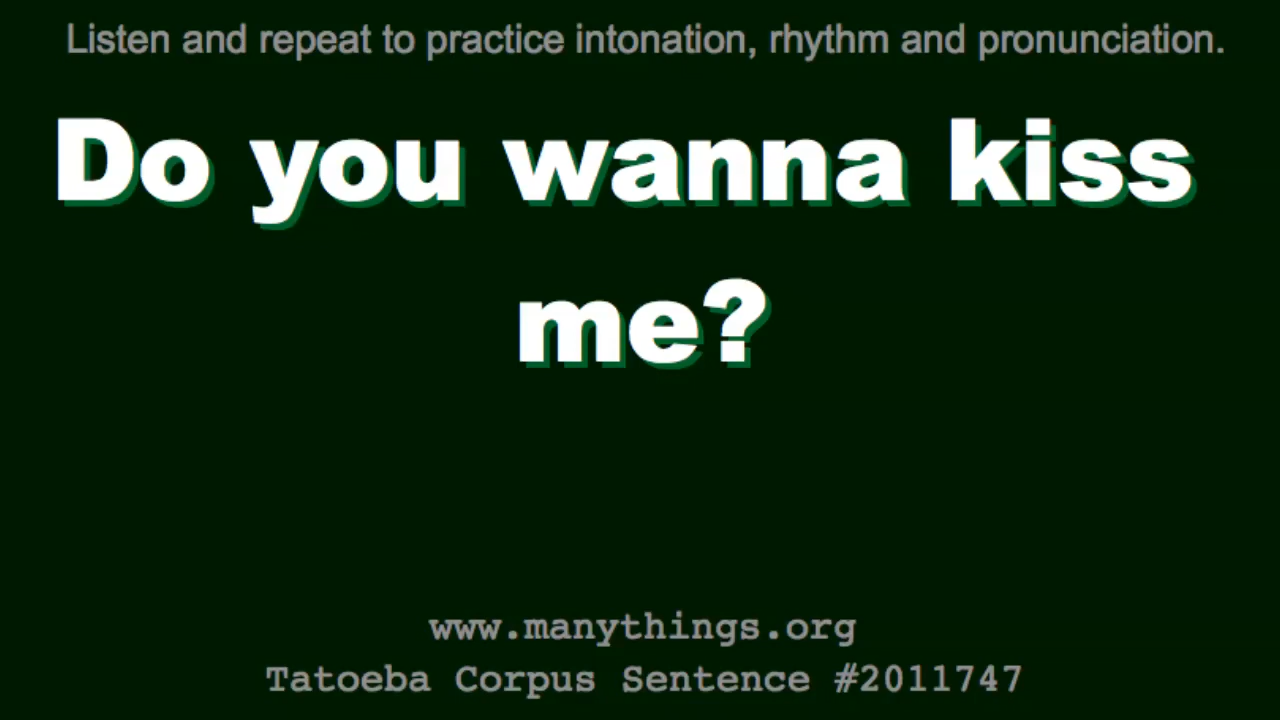 Listen and repeat to practice intonation, rhythm and pronunciation.
Do you wanna kiss
me?
www.manythings.org
Tatoeba Corpus Sentence #2011747